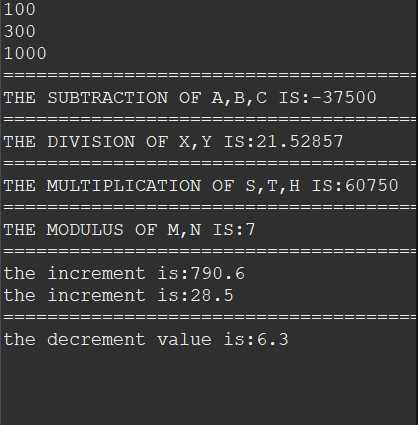 100
300
1000
======================================
THE SUBTRACTION OF A,B,C IS:-37500
======================================
THE DIVISION OF X,Y IS:21.52857
======================================
THE MULTIPLICATION OF S,T,H IS:60750
======================================
THE MODULUS OF M,N IS:7
======================================
the increment is:790.6
the increment is:28.5
======================================
the decrement value is:6.3